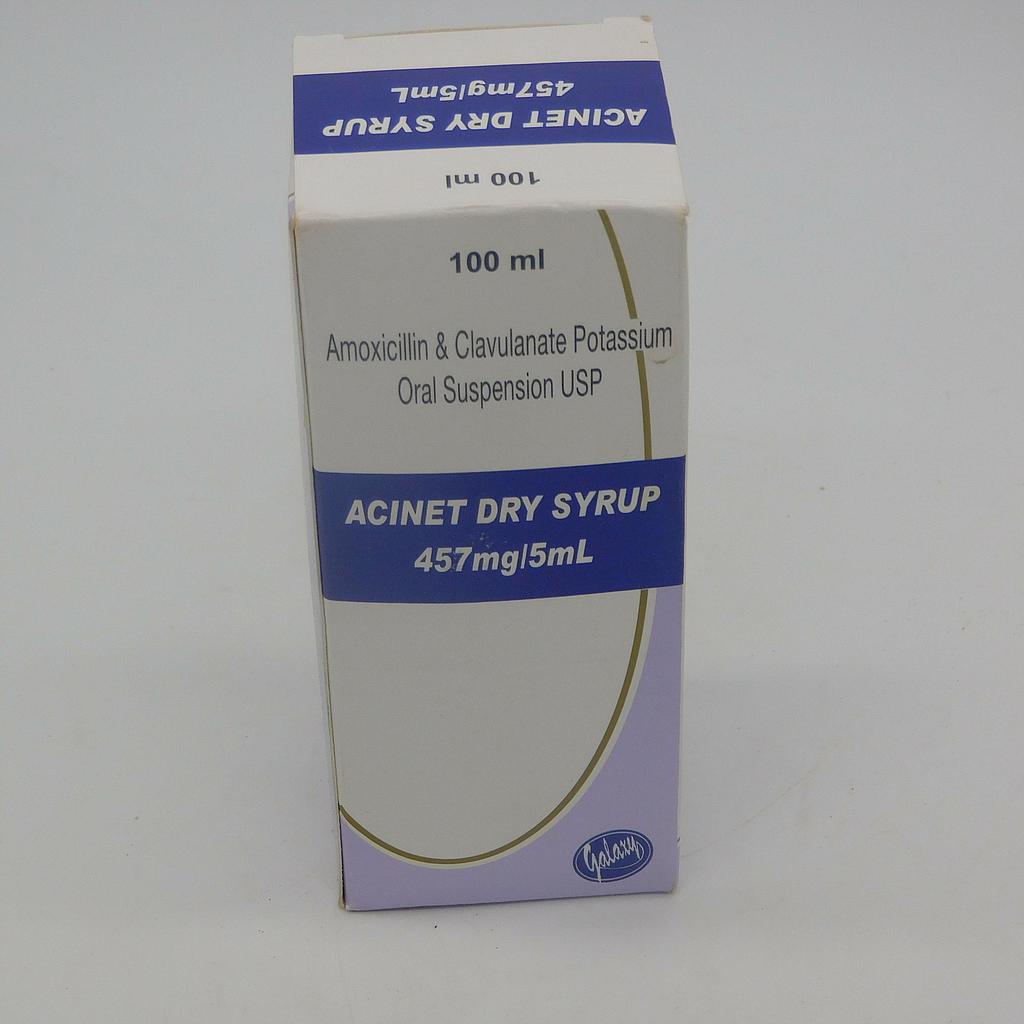 ACINET DRY SYRUP
457mg/5mL
100 ml
100 ml
Amoxicillin & Clavulanate Potassium
Oral Suspension USP
ACINET DRY SYRUP
457mg/5mL
Galaxy